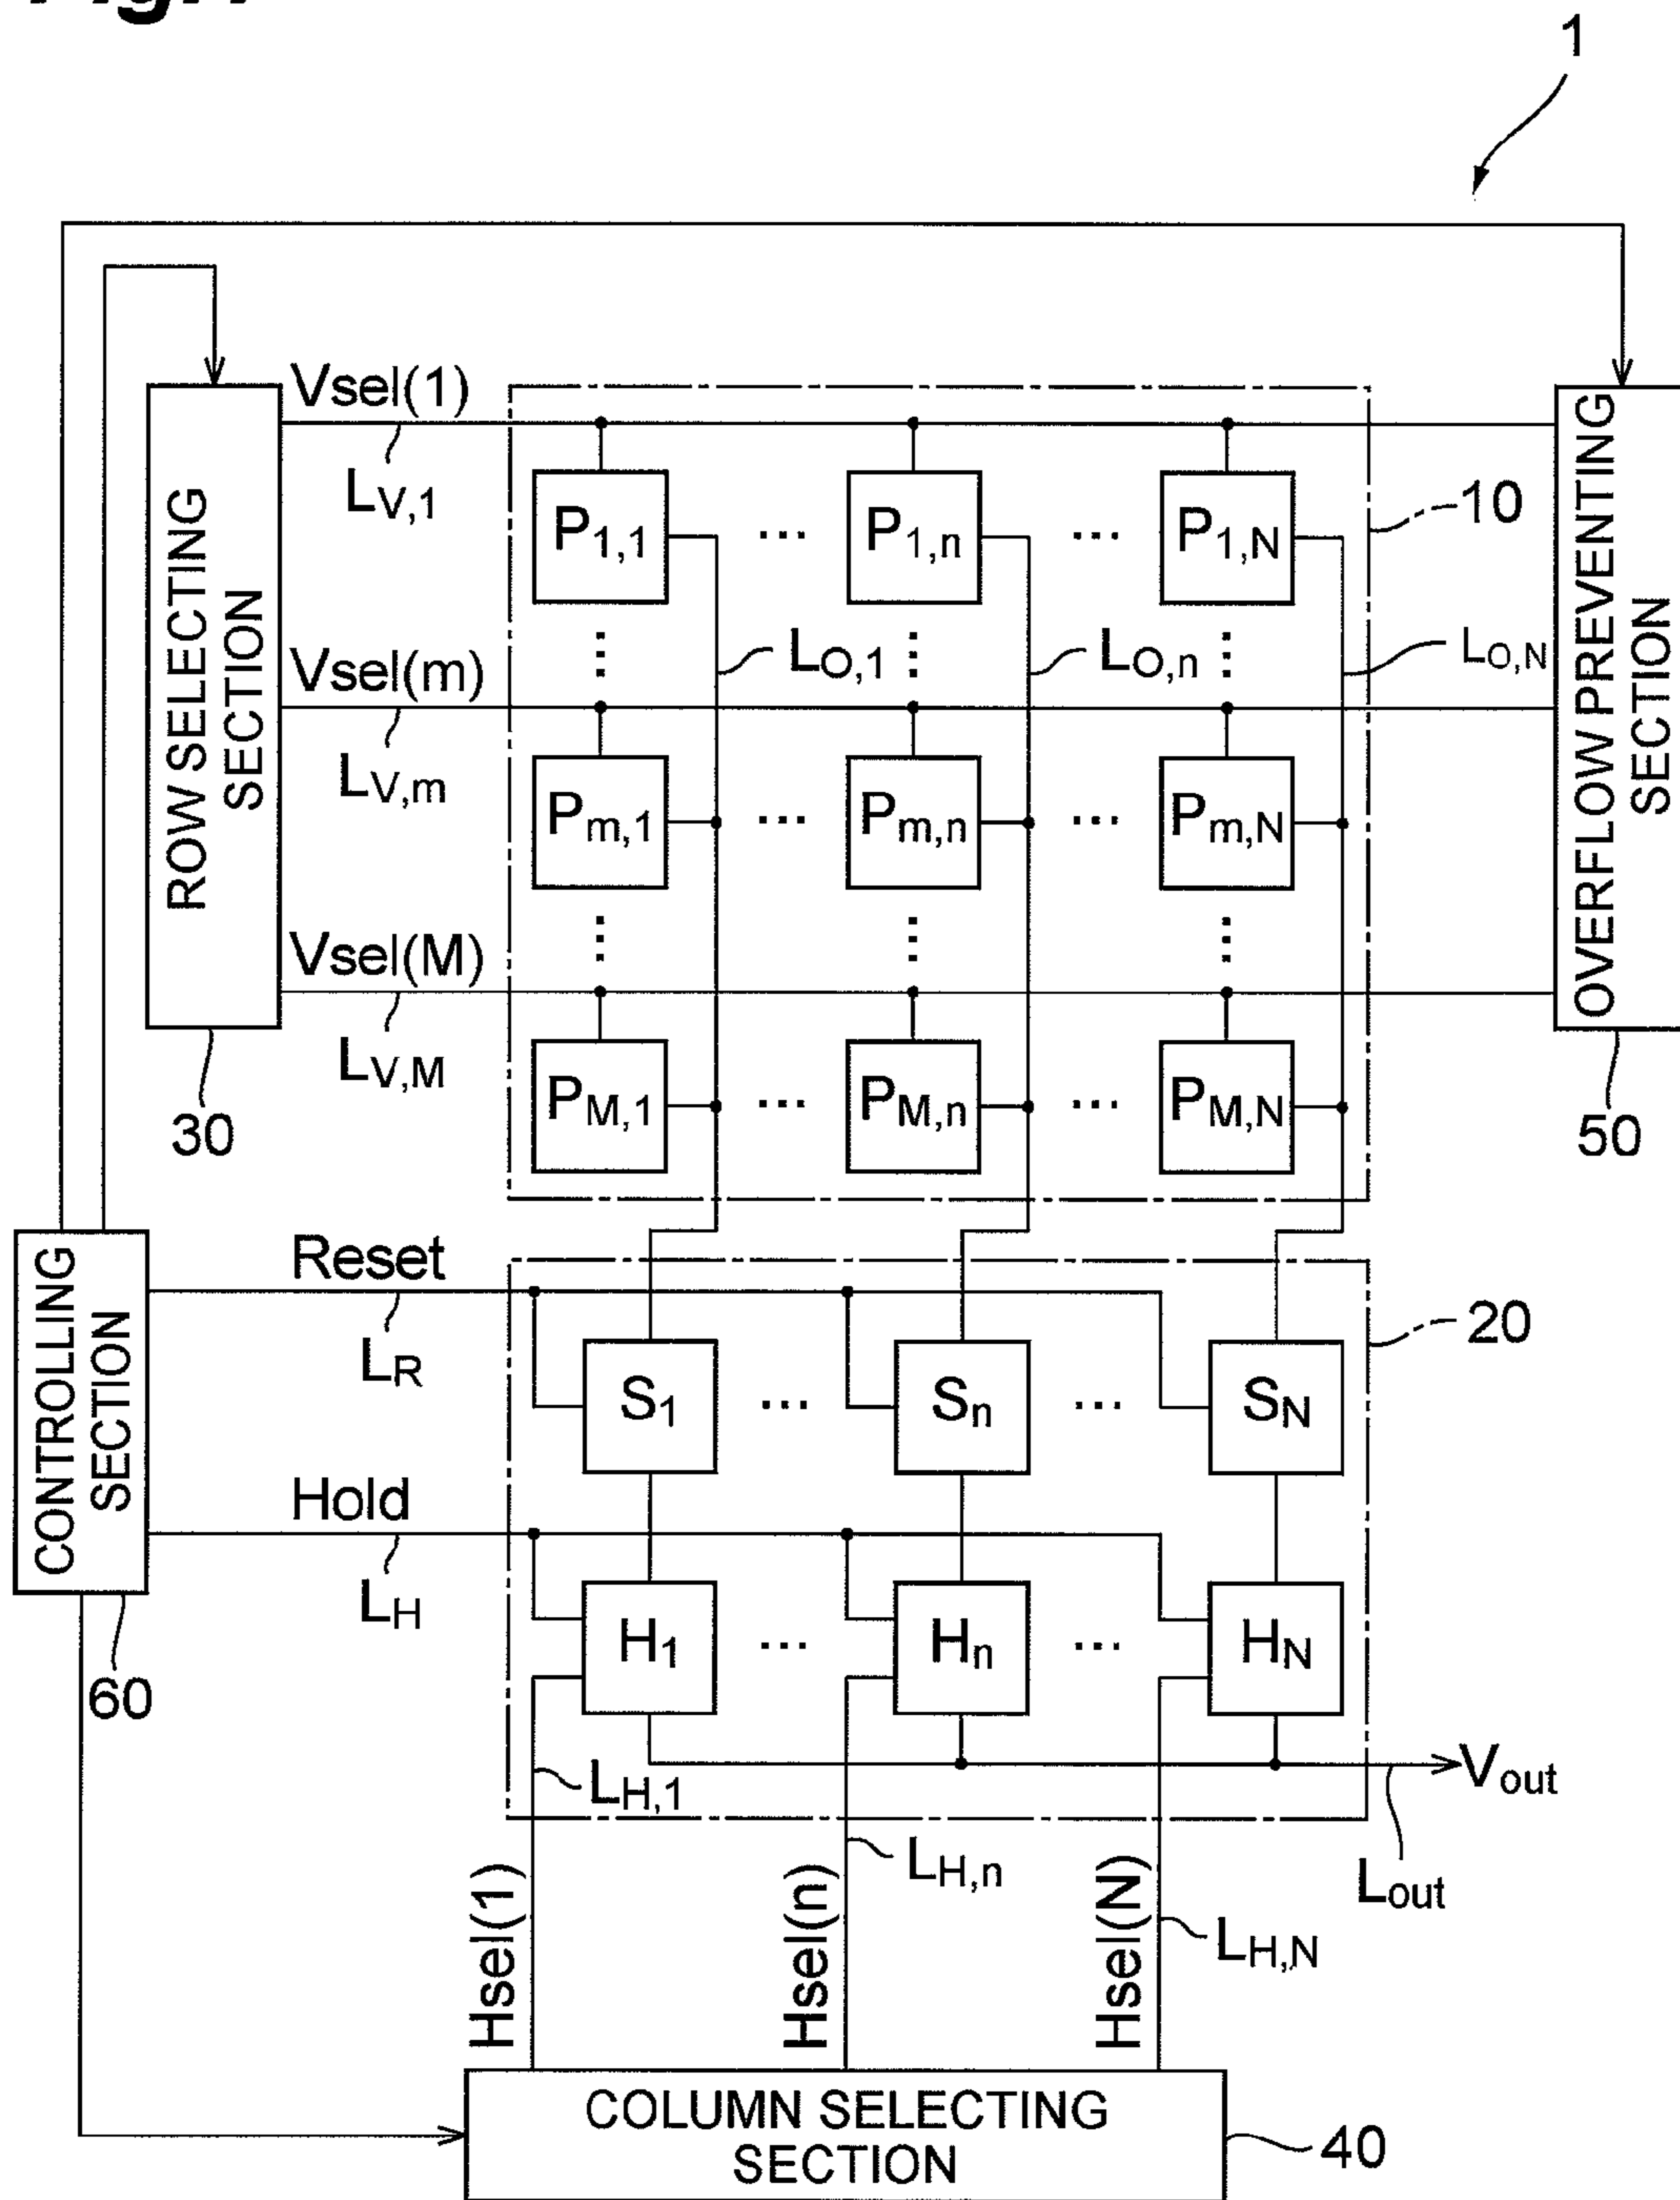 1
Vsel(1)
LV,1
P1,1 ... P1,n ... P1,N
10
LO,1
LO,n
LO,N
ROW SELECTING
SECTION
30
Vsel(m)
LV,m
Pm,1 ... Pm,n ... Pm,N
Vsel(M)
LV,M
PM,1 ... PM,n ... PM,N
OVERFLOW PREVENTING
SECTION
50
CONTROLLING
SECTION
60
Reset
LR
S1 ... Sn ... SN
20
Hold
LH
H1 ... Hn ... HN
Vout
Lout
LH,1
LH,n
LH,N
Hsel(1)
Hsel(n)
Hsel(N)
COLUMN SELECTING
SECTION
40